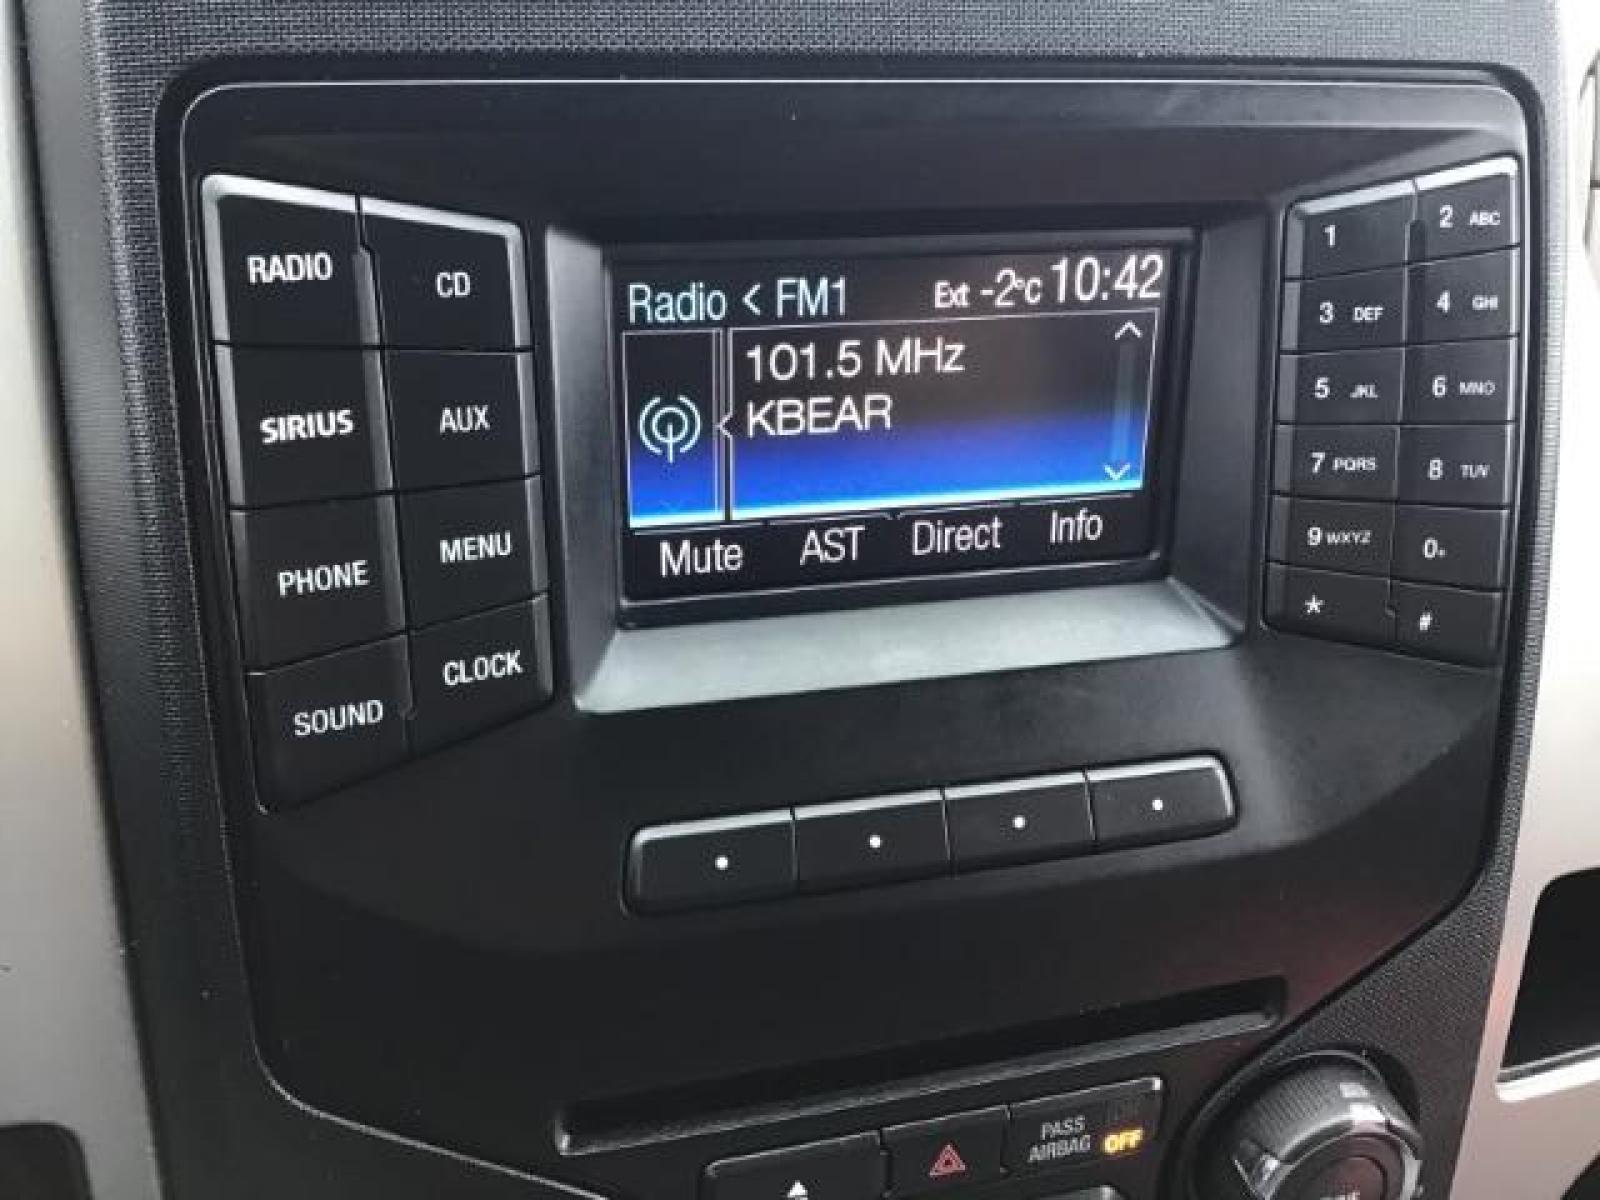 Radio < FM1 Ext -2°C 10:42
101.5 MHz
KBEAR
Mute AST Direct Info
RADIO CD
SIRIUS AUX
PHONE MENU
SOUND CLOCK
1 2 ABC
3 DEF 4 GHI
5 JKL 6 MNO
7 PQRS 8 TUV
9 WXYZ 0+
* #
PASS
AIRBAG OFF